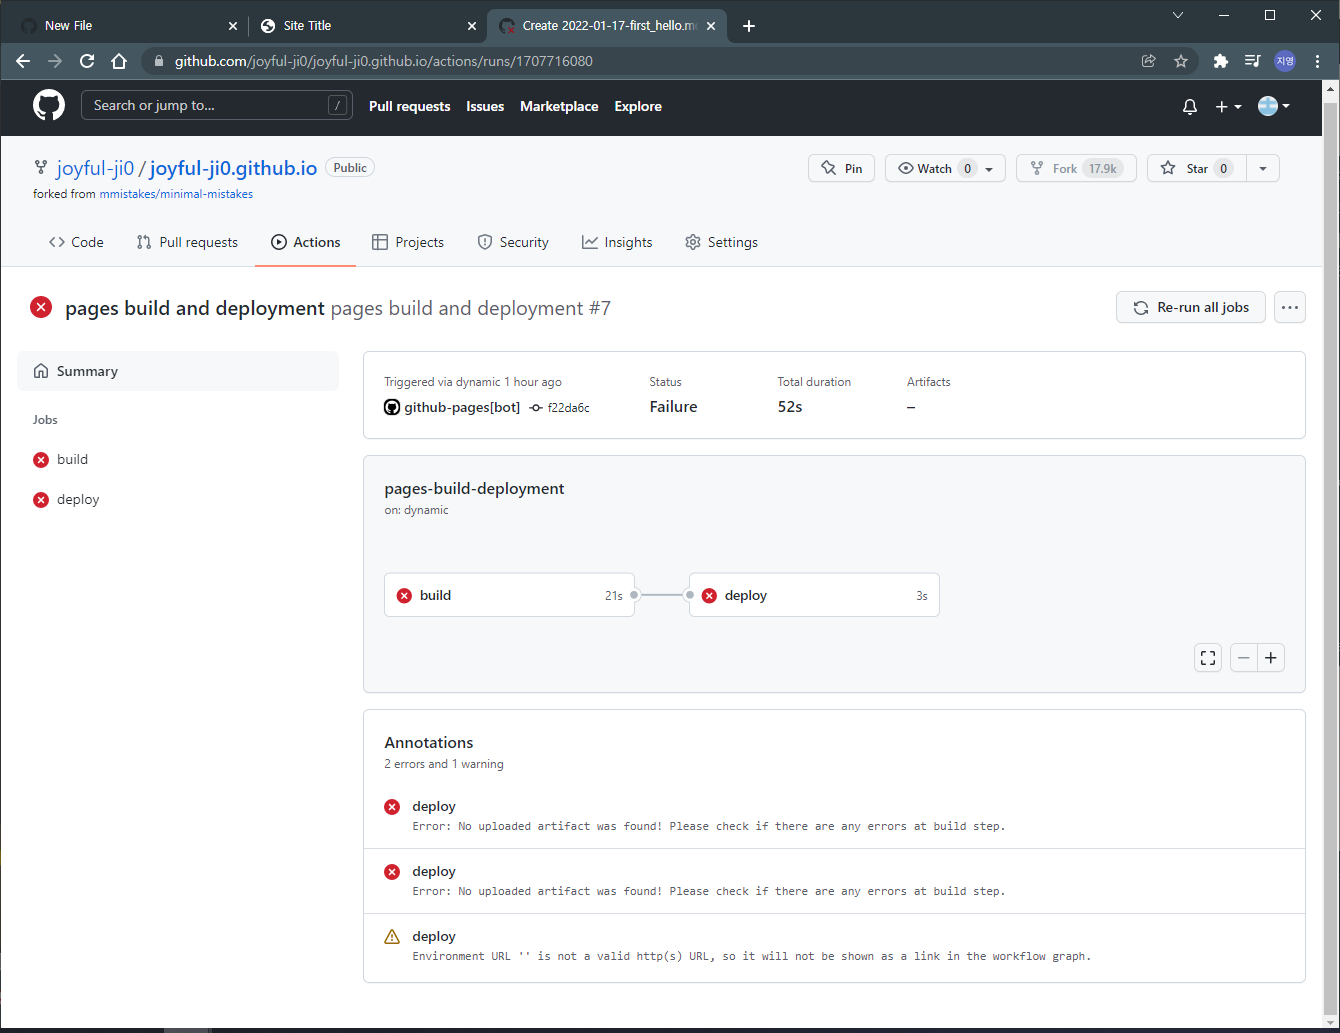 New File
Site Title
Create 2022-01-17-first_hello.m
github.com/joyful-ji0/joyful-ji0.github.io/actions/runs/1707716080
지영
Search or jump to... /
Pull requests Issues Marketplace Explore
joyful-ji0 / joyful-ji0.github.io Public
Pin Watch 0 Fork 17.9k Star 0
forked from mmistakes/minimal-mistakes
Code Pull requests Actions Projects Security Insights Settings
pages build and deployment pages build and deployment #7
Re-run all jobs
Summary
Jobs
build
deploy
Triggered via dynamic 1 hour ago
github-pages[bot] f22da6c
Status
Failure
Total duration
52s
Artifacts
–
pages-build-deployment
on: dynamic
build 21s
deploy 3s
Annotations
2 errors and 1 warning
deploy
Error: No uploaded artifact was found! Please check if there are any errors at build step.
deploy
Error: No uploaded artifact was found! Please check if there are any errors at build step.
deploy
Environment URL '' is not a valid http(s) URL, so it will not be shown as a link in the workflow graph.